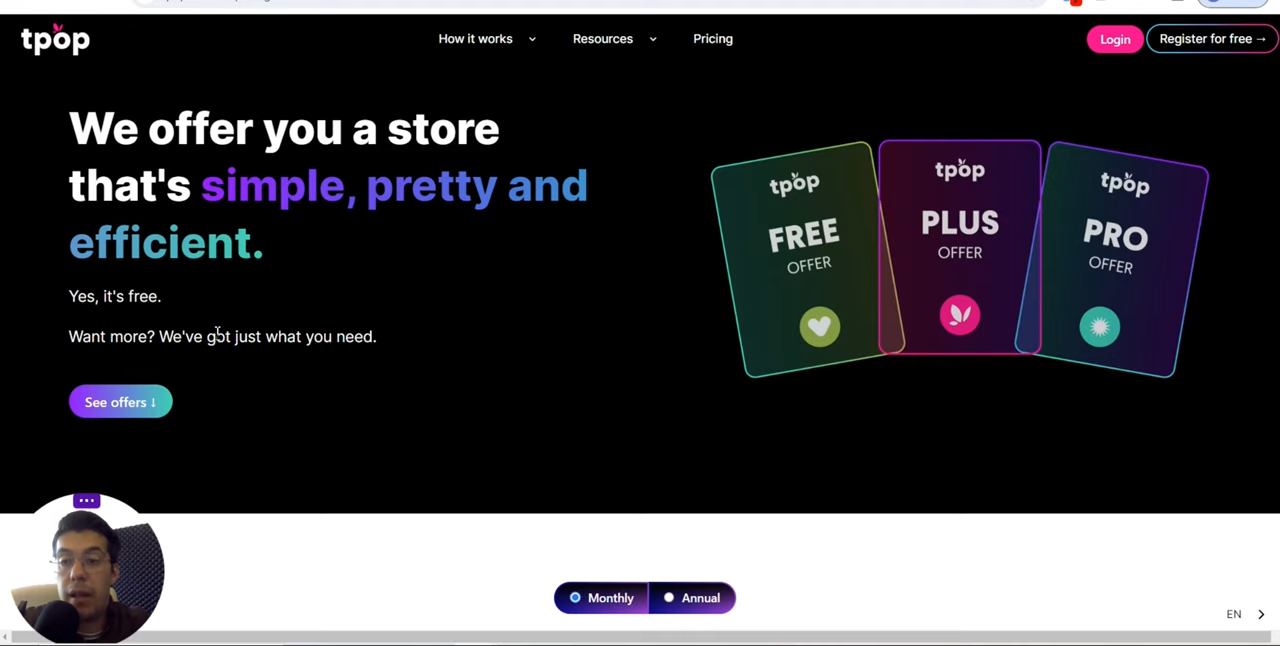 tpop
How it works
Resources
Pricing
Login
Register for free →
We offer you a store
that's simple, pretty and
efficient.
Yes, it's free.
Want more? We've got just what you need.
See offers ↓
tpop
FREE
OFFER
tpop
PLUS
OFFER
tpop
PRO
OFFER
Monthly
Annual
EN